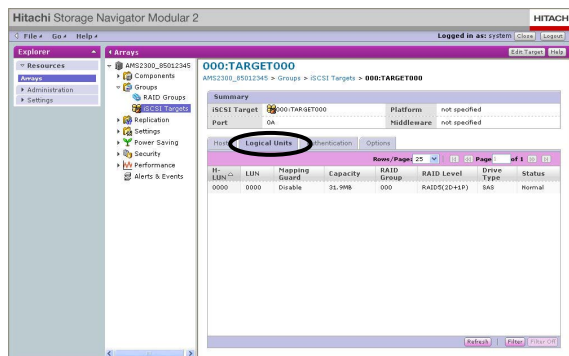 Hitachi Storage Navigator Modular 2
HITACH
File Go Help
Logged in as: system Close Logout
Explorer
Resources
Arrays
Administration
Settings
Arrays
Edit Target Help
AMS2300_85012345
Components
Groups
RAID Groups
iSCSI Targets
Replication
Settings
Power Saving
Security
Performance
Alerts & Events
000:TARGET000
AMS2300_85012345 > Groups > iSCSI Targets > 000:TARGET000
Summary
iSCSI Target 000:TARGET000 Platform not specified
Port 0A Middleware not specified
Host Logical Units thentication Options
Rows/Page: 25 Page 1 of 1
H-LUN LUN Mapping Guard Capacity RAID Group RAID Level Drive Type Status
0000 0000 Disable 31.9MB 000 RAID5(2D+1P) SAS Normal
Refresh | Filter Filter Off